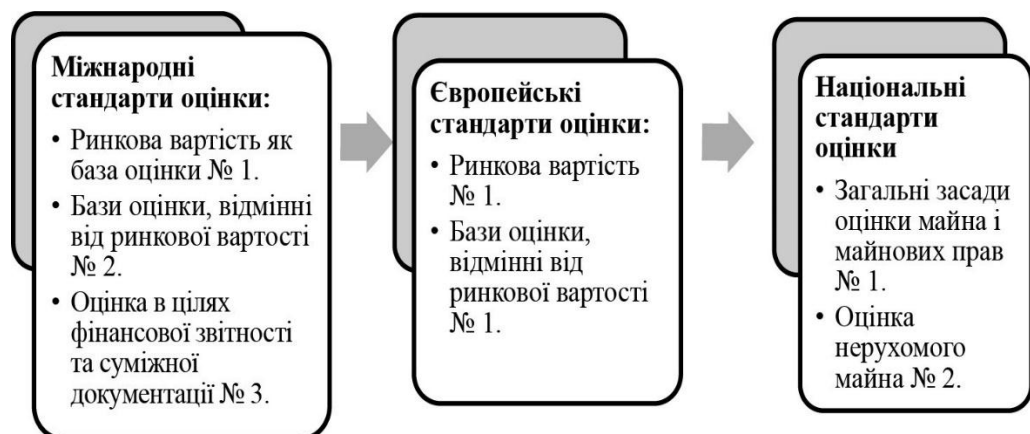 Міжнародні
стандарти оцінки:
• Ринкова вартість як
база оцінки № 1.
• Бази оцінки, відмінні
від ринкової вартості
№ 2.
• Оцінка в цілях
фінансової звітності
та суміжної
документації № 3.
Європейські
стандарти оцінки:
• Ринкова вартість
№ 1.
• Бази оцінки,
відмінні від
ринкової вартості
№ 1.
Національні
стандарти
оцінки
• Загальні засади
оцінки майна і
майнових прав
№ 1.
• Оцінка
нерухомого
майна № 2.